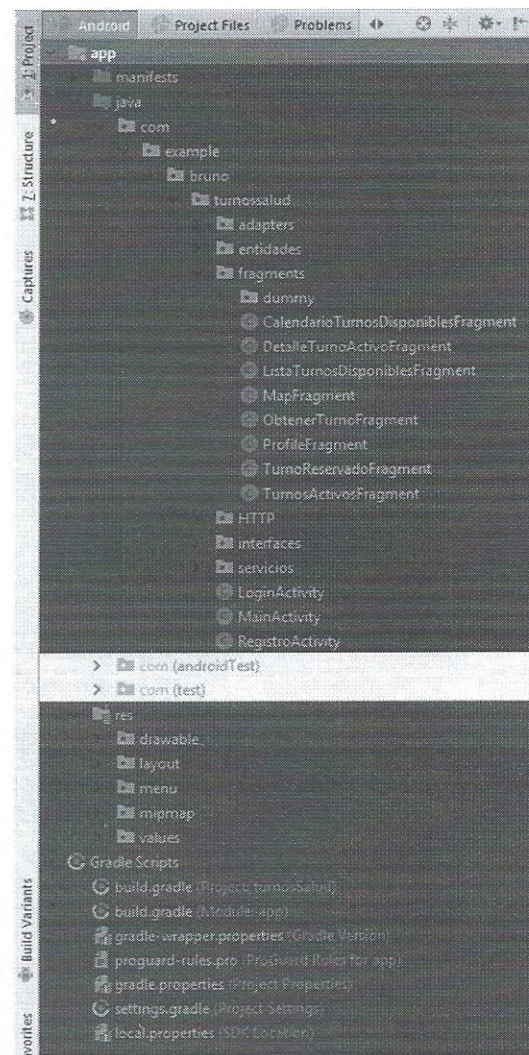 Android Project Files Problems
app
manifests
java
com
example
bruno
turnossalud
adapters
entidades
fragments
dummy
CalendarioTurnosDisponiblesFragment
DetalleTurnoActivoFragment
ListaTurnosDisponiblesFragment
MapFragment
ObtenerTurnoFragment
ProfileFragment
TurnoReservadoFragment
TurnosActivosFragment
HTTP
interfaces
servicios
LoginActivity
MainActivity
RegistroActivity
com (androidTest)
com (test)
res
drawable
layout
menu
mipmap
values
Gradle Scripts
build.gradle (Project: turnosSalud)
build.gradle (Module: app)
gradle-wrapper.properties (Gradle Version)
proguard-rules.pro (ProGuard Rules for app)
gradle.properties (Project Properties)
settings.gradle (Project Settings)
local.properties (SDK Location)
1: Project
7: Structure
Captures
Build Variants
vorites